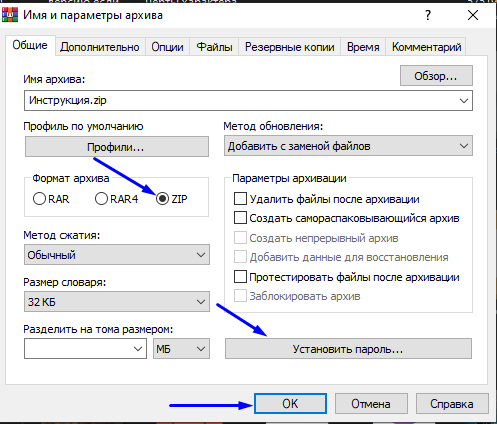 Имя и параметры архива
Общие Дополнительно Опции Файлы Резервные копии Время Комментарий
Имя архива:
Обзор...
Инструкция.zip
Профиль по умолчанию
Метод обновления:
Профили...
Добавить с заменой файлов
Формат архива
RAR RAR4 ZIP
Параметры архивации
Удалить файлы после архивации
Создать самораспаковывающийся архив
Создать непрерывный архив
Добавить данные для восстановления
Протестировать файлы после архивации
Заблокировать архив
Метод сжатия:
Обычный
Размер словаря:
32 КБ
Разделить на тома размером:
МБ
Установить пароль...
OK Отмена Справка